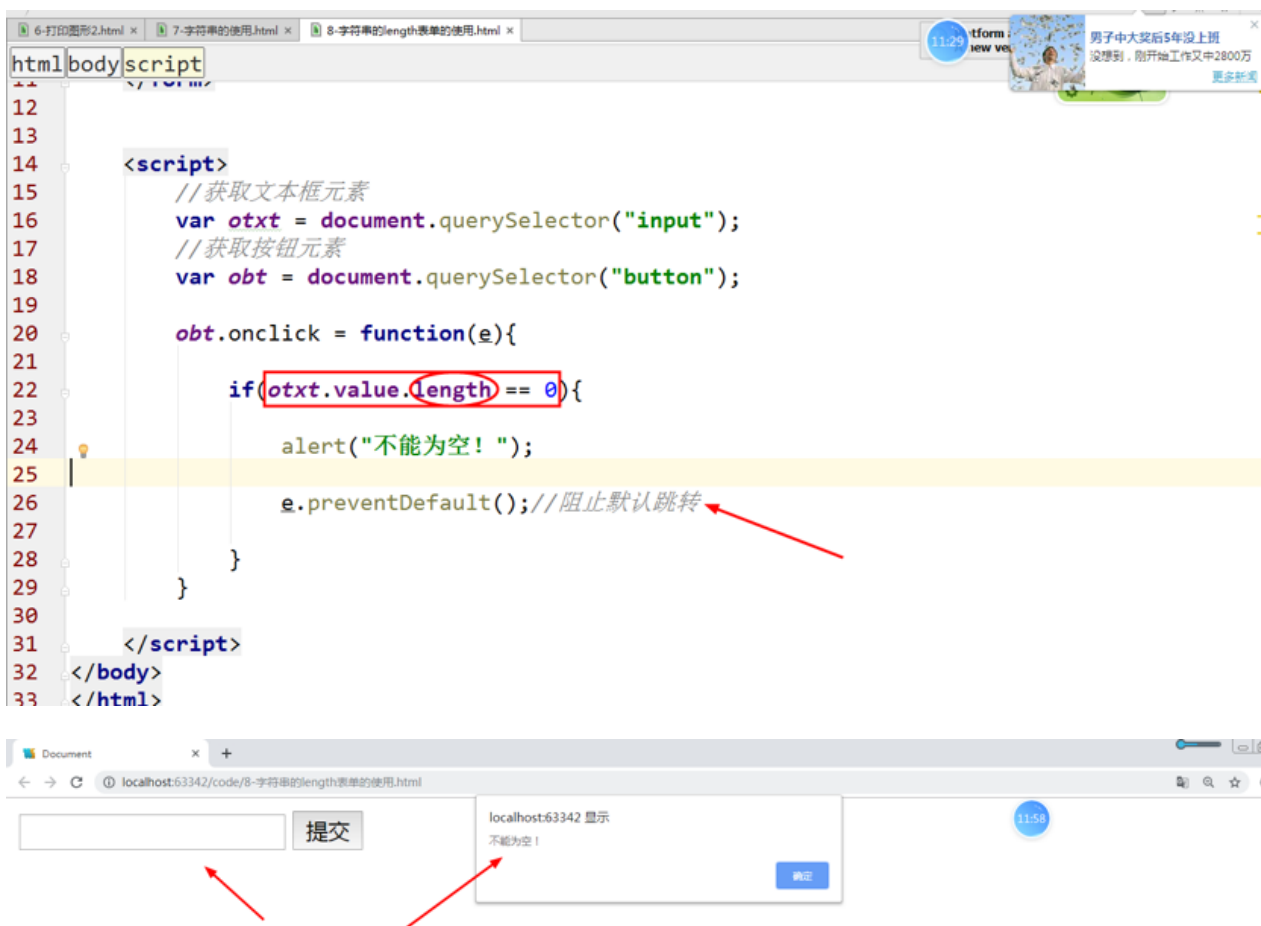 6-打印图形2.html × 7-字符串的使用.html × 8-字符串的length表单的使用.html ×
11:29
男子中大奖后5年没上班
没想到，刚开始工作又中2800万
更多新闻
html body script
11 </form>
12
13
14 <script>
15 //获取文本框元素
16 var otxt = document.querySelector("input");
17 //获取按钮元素
18 var obt = document.querySelector("button");
19
20 obt.onclick = function(e){
21
22 if(otxt.value.length == 0){
23
24 alert("不能为空！");
25
26 e.preventDefault();//阻止默认跳转
27
28 }
29 }
30
31 </script>
32 </body>
33 </html>
Document × +
localhost:63342/code/8-字符串的length表单的使用.html
提交
localhost:63342 显示
不能为空！
确定
11:58